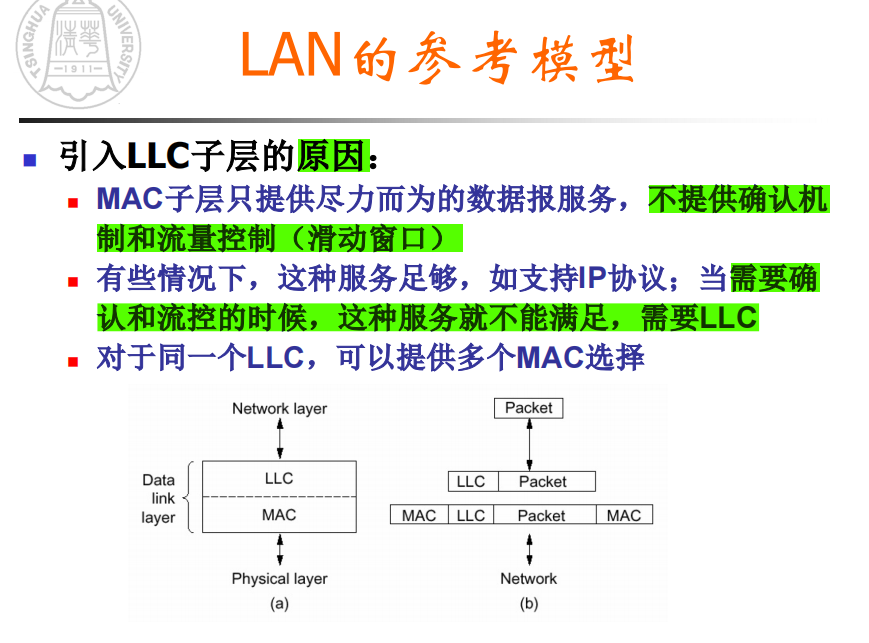 TSINGHUA UNIVERSITY
清華
1911
LAN的参考模型
引入LLC子层的原因：
MAC子层只提供尽力而为的数据报服务，不提供确认机
制和流量控制（滑动窗口）
有些情况下，这种服务足够，如支持IP协议；当需要确
认和流控的时候，这种服务就不能满足，需要LLC
对于同一个LLC，可以提供多个MAC选择
Network layer
Data
link
layer
LLC
MAC
Physical layer
(a)
Packet
LLC Packet
MAC LLC Packet MAC
Network
(b)